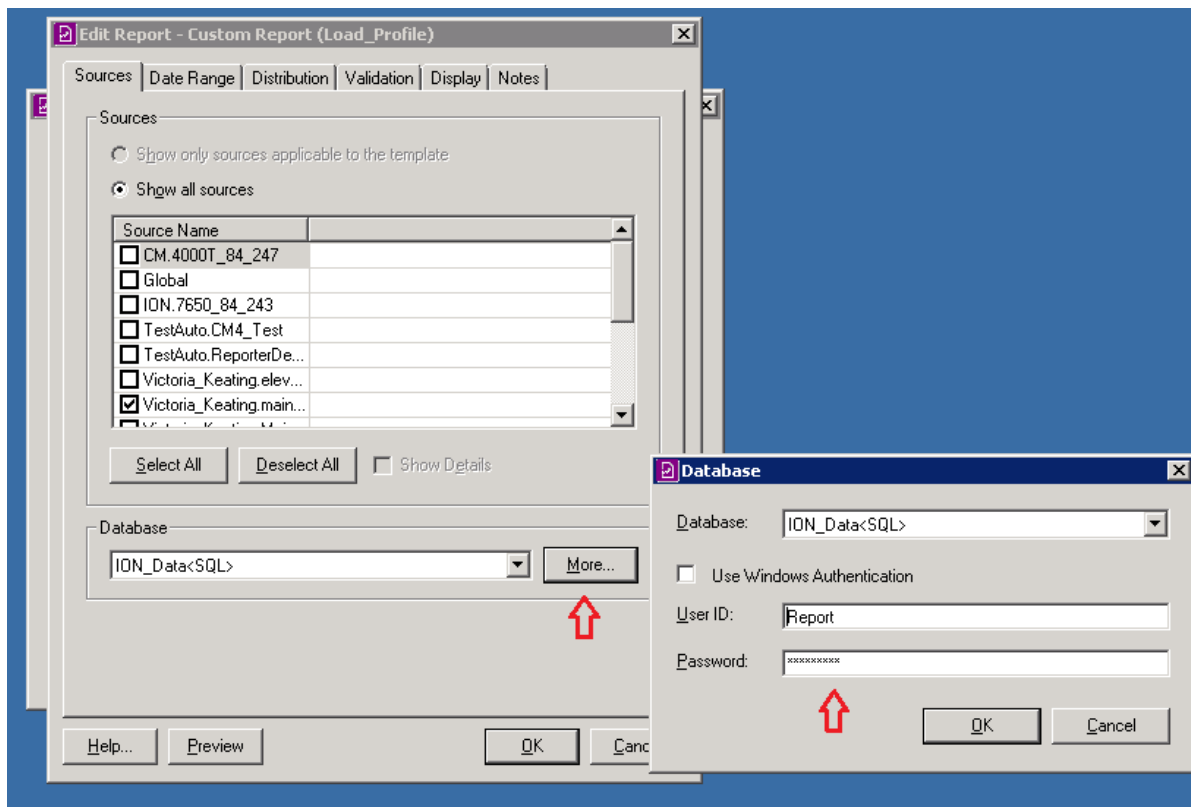 Edit Report - Custom Report (Load_Profile)
Sources Date Range Distribution Validation Display Notes
Sources
Show only sources applicable to the template
Show all sources
Source Name
CM.4000T_84_247
Global
ION.7650_84_243
TestAuto.CM4_Test
TestAuto.ReporterDe...
Victoria_Keating.elev...
Victoria_Keating.main...
Select All Deselect All Show Details
Database
ION_Data<SQL>
More...
Help... Preview OK Canc
Database
Database: ION_Data<SQL>
Use Windows Authentication
User ID: Report
Password: ×××××××××
OK Cancel